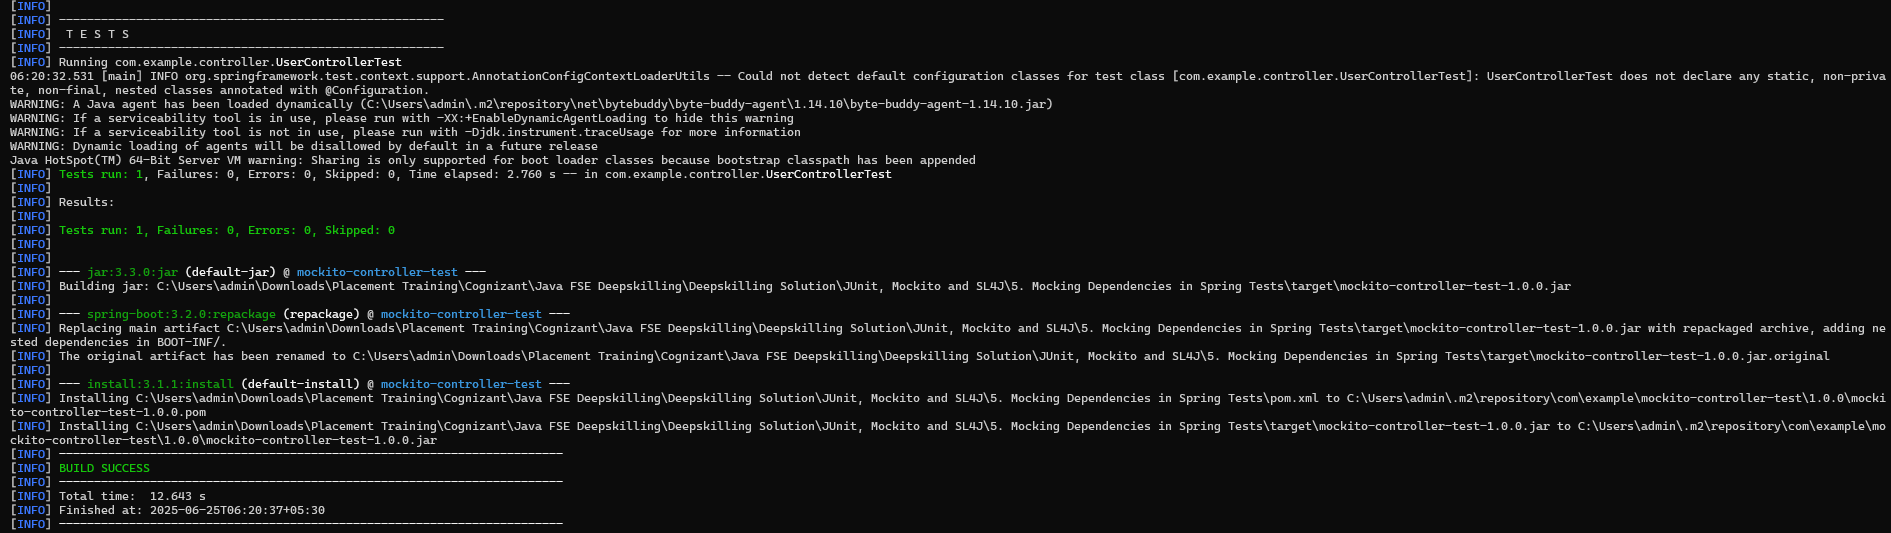 [INFO]
[INFO] -------------------------------------------------------
[INFO]  T E S T S
[INFO] -------------------------------------------------------
[INFO] Running com.example.controller.UserControllerTest
06:20:32.531 [main] INFO org.springframework.test.context.support.AnnotationConfigContextLoaderUtils -- Could not detect default configuration classes for test class [com.example.controller.UserControllerTest]: UserControllerTest does not declare any static, non-priva
te, non-final, nested classes annotated with @Configuration.
WARNING: A Java agent has been loaded dynamically (C:\Users\admin\.m2\repository\net\bytebuddy\byte-buddy-agent\1.14.10\byte-buddy-agent-1.14.10.jar)
WARNING: If a serviceability tool is in use, please run with -XX:+EnableDynamicAgentLoading to hide this warning
WARNING: If a serviceability tool is not in use, please run with -Djdk.instrument.traceUsage for more information
WARNING: Dynamic loading of agents will be disallowed by default in a future release
Java HotSpot(TM) 64-Bit Server VM warning: Sharing is only supported for boot loader classes because bootstrap classpath has been appended
[INFO] Tests run: 1, Failures: 0, Errors: 0, Skipped: 0, Time elapsed: 2.760 s -- in com.example.controller.UserControllerTest
[INFO]
[INFO] Results:
[INFO]
[INFO] Tests run: 1, Failures: 0, Errors: 0, Skipped: 0
[INFO]
[INFO]
[INFO] --- jar:3.3.0:jar (default-jar) @ mockito-controller-test ---
[INFO] Building jar: C:\Users\admin\Downloads\Placement Training\Cognizant\Java FSE Deepskilling\Deepskilling Solution\JUnit, Mockito and SL4J\5. Mocking Dependencies in Spring Tests\target\mockito-controller-test-1.0.0.jar
[INFO]
[INFO] --- spring-boot:3.2.0:repackage (repackage) @ mockito-controller-test ---
[INFO] Replacing main artifact C:\Users\admin\Downloads\Placement Training\Cognizant\Java FSE Deepskilling\Deepskilling Solution\JUnit, Mockito and SL4J\5. Mocking Dependencies in Spring Tests\target\mockito-controller-test-1.0.0.jar with repackaged archive, adding ne
sted dependencies in BOOT-INF/.
[INFO] The original artifact has been renamed to C:\Users\admin\Downloads\Placement Training\Cognizant\Java FSE Deepskilling\Deepskilling Solution\JUnit, Mockito and SL4J\5. Mocking Dependencies in Spring Tests\target\mockito-controller-test-1.0.0.jar.original
[INFO]
[INFO] --- install:3.1.1:install (default-install) @ mockito-controller-test ---
[INFO] Installing C:\Users\admin\Downloads\Placement Training\Cognizant\Java FSE Deepskilling\Deepskilling Solution\JUnit, Mockito and SL4J\5. Mocking Dependencies in Spring Tests\pom.xml to C:\Users\admin\.m2\repository\com\example\mockito-controller-test\1.0.0\mocki
to-controller-test-1.0.0.pom
[INFO] Installing C:\Users\admin\Downloads\Placement Training\Cognizant\Java FSE Deepskilling\Deepskilling Solution\JUnit, Mockito and SL4J\5. Mocking Dependencies in Spring Tests\target\mockito-controller-test-1.0.0.jar to C:\Users\admin\.m2\repository\com\example\mo
ckito-controller-test\1.0.0\mockito-controller-test-1.0.0.jar
[INFO] ------------------------------------------------------------------------
[INFO] BUILD SUCCESS
[INFO] ------------------------------------------------------------------------
[INFO] Total time:  12.643 s
[INFO] Finished at: 2025-06-25T06:20:37+05:30
[INFO] ------------------------------------------------------------------------